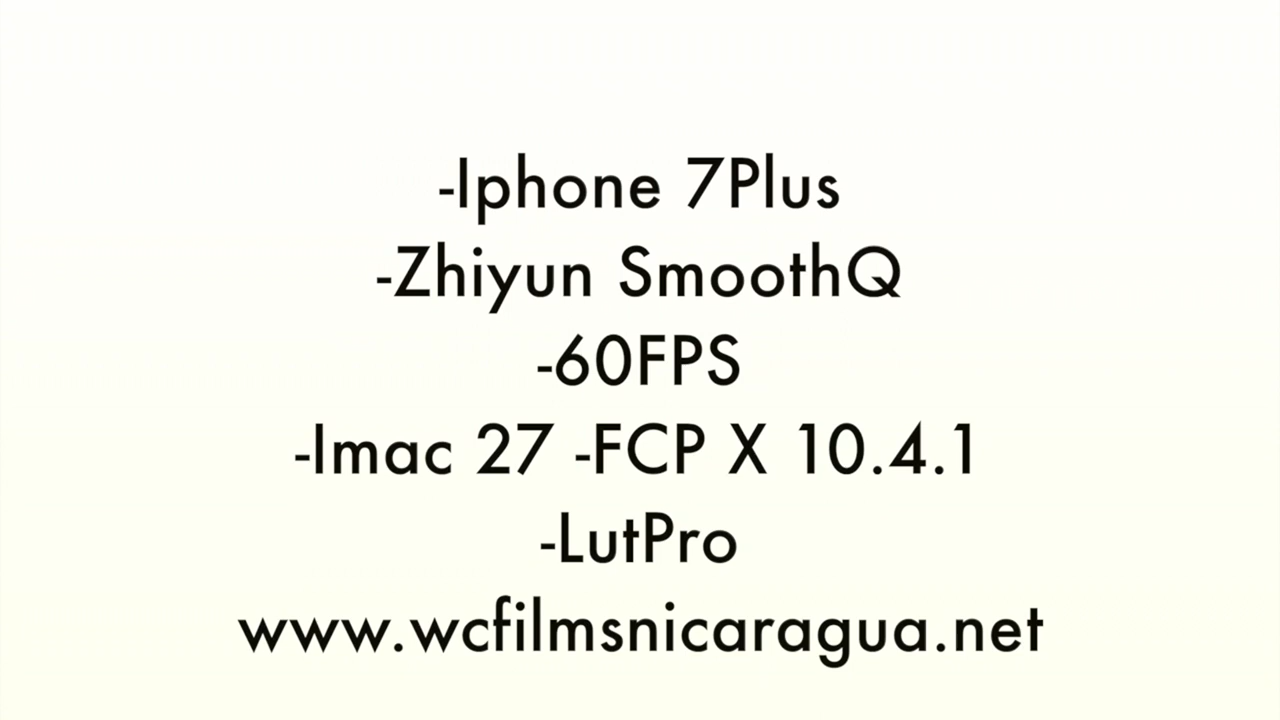 -Iphone 7Plus
-Zhiyun SmoothQ
-60FPS
-Imac 27 -FCP X 10.4.1
-LutPro
www.wcfilmsnicaragua.net